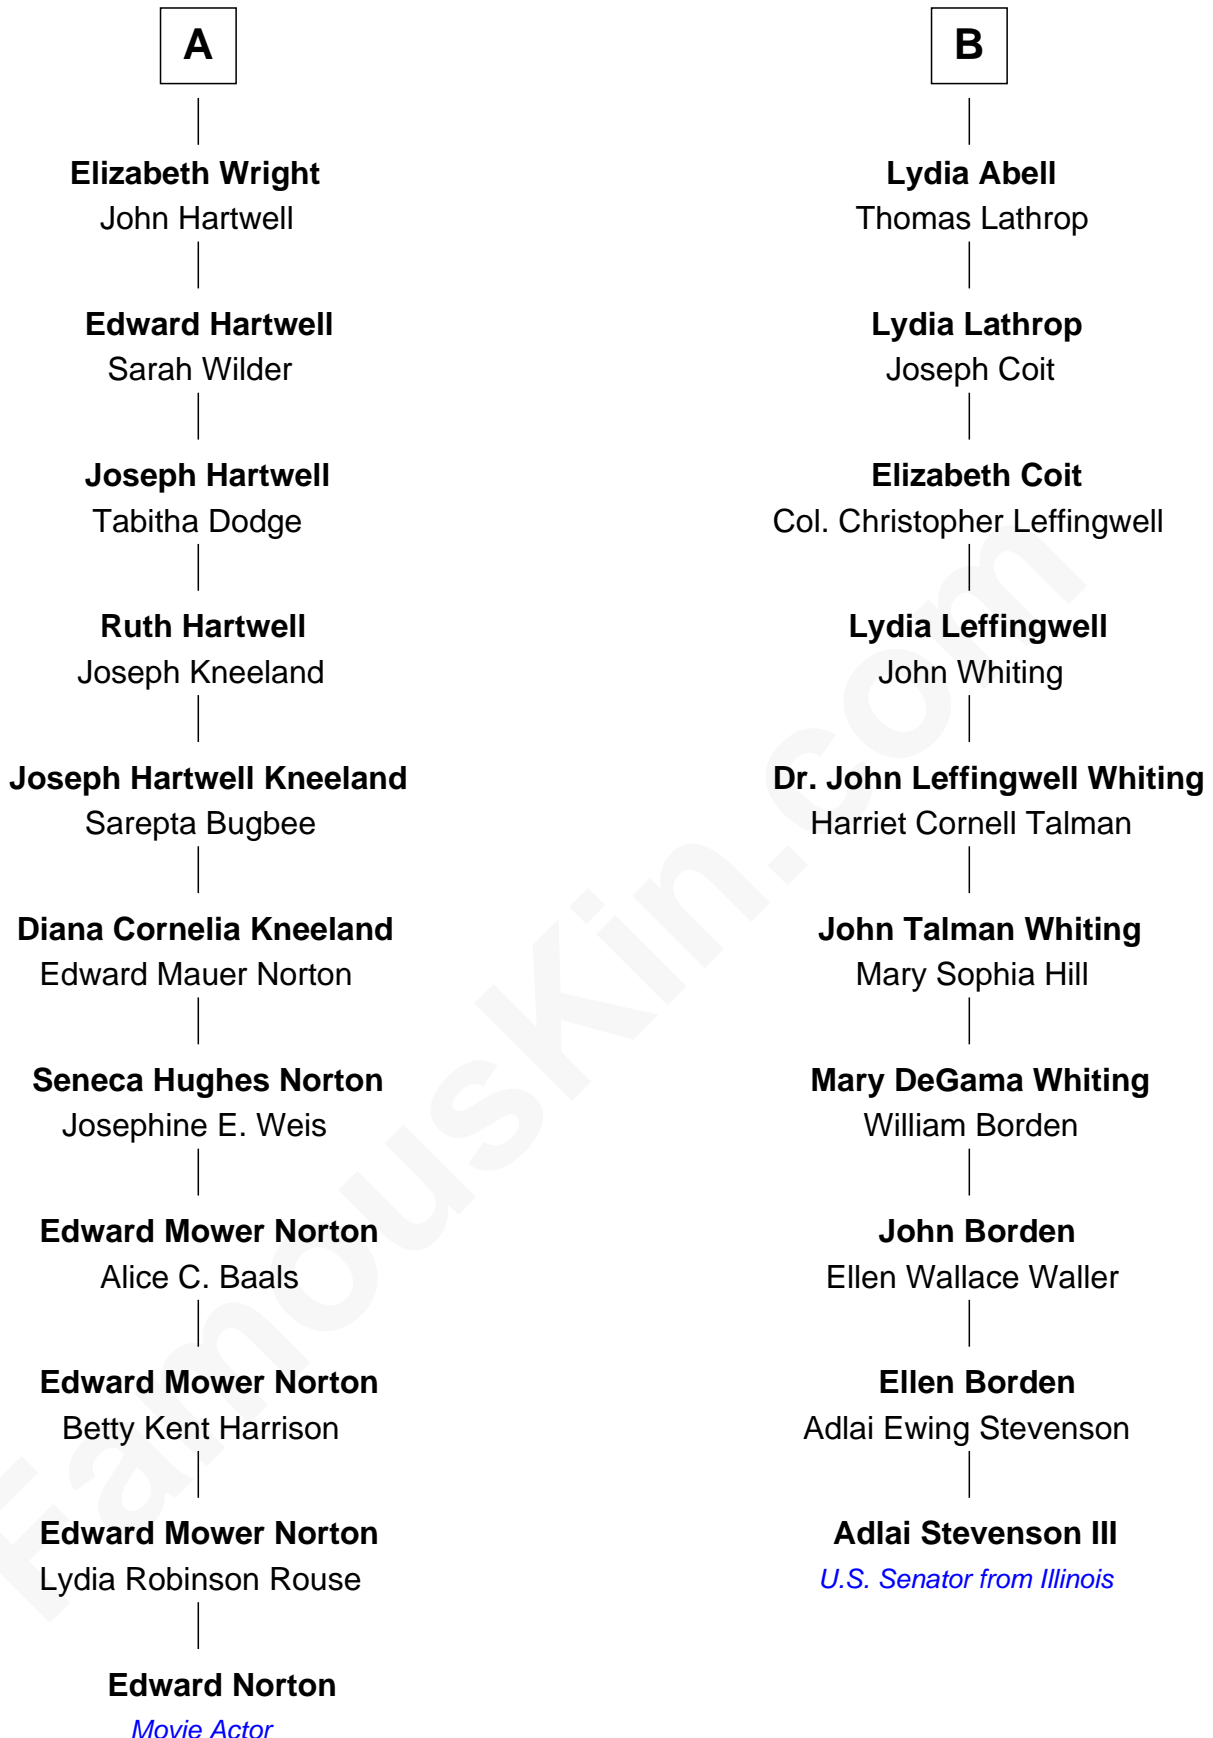 A
Elizabeth Wright
John Hartwell
Edward Hartwell
Sarah Wilder
Joseph Hartwell
Tabitha Dodge
Ruth Hartwell
Joseph Kneeland
Joseph Hartwell Kneeland
Sarepta Bugbee
Diana Cornelia Kneeland
Edward Mauer Norton
Seneca Hughes Norton
Josephine E. Weis
Edward Mower Norton
Alice C. Baals
Edward Mower Norton
Betty Kent Harrison
Edward Mower Norton
Lydia Robinson Rouse
Edward Norton
Movie Actor
B
Lydia Abell
Thomas Lathrop
Lydia Lathrop
Joseph Coit
Elizabeth Coit
Col. Christopher Leffingwell
Lydia Leffingwell
John Whiting
Dr. John Leffingwell Whiting
Harriet Cornell Talman
John Talman Whiting
Mary Sophia Hill
Mary DeGama Whiting
William Borden
John Borden
Ellen Wallace Waller
Ellen Borden
Adlai Ewing Stevenson
Adlai Stevenson III
U.S. Senator from Illinois
FamousKin.com